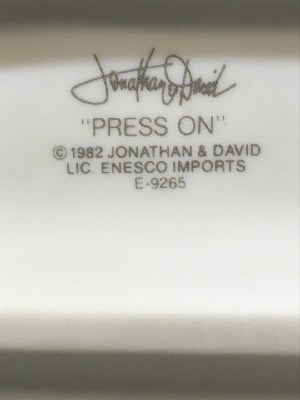 Jonathan & David
"PRESS ON"
© 1982 JONATHAN & DAVID
LIC. ENESCO IMPORTS
E-9265